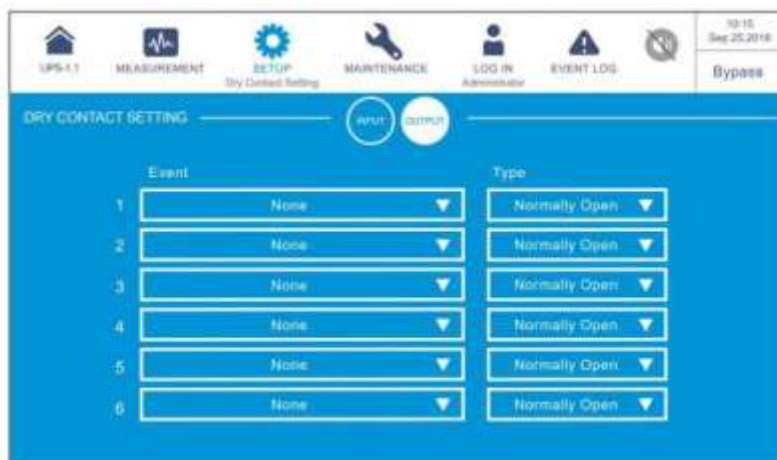 10:15
Sep 25,2018
UPS-1.1 MEASUREMENT SETUP MAINTENANCE LOG IN EVENT LOG
Dry Contact Setting Administrator
Bypass
DRY CONTACT SETTING INPUT OUTPUT
Event Type
1 None Normally Open
2 None Normally Open
3 None Normally Open
4 None Normally Open
5 None Normally Open
6 None Normally Open